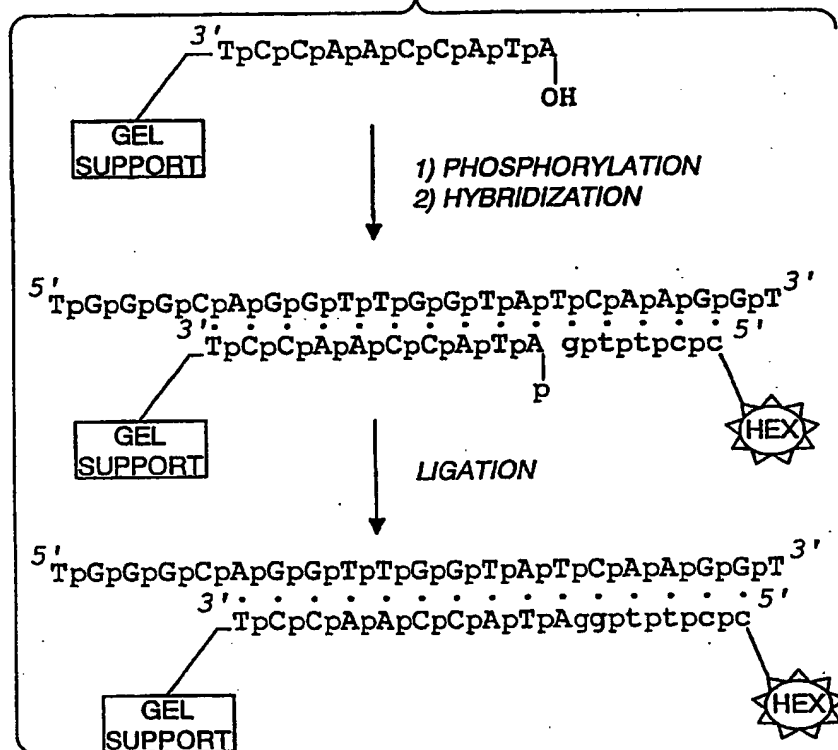 3' TpCpCpApApCpCpApTpA
OH
GEL
SUPPORT
1) PHOSPHORYLATION
2) HYBRIDIZATION
5' TpGpGpGpCpApGpGpTpTpGpGpTpApTpCpApApGpGpT 3'
3' TpCpCpApApCpCpApTpA gptptpcpc 5'
p
GEL
SUPPORT
HEX
LIGATION
5' TpGpGpGpCpApGpGpTpTpGpGpTpApTpCpApApGpGpT 3'
3' TpCpCpApApCpCpApTpAggptptpcpc 5'
GEL
SUPPORT
HEX